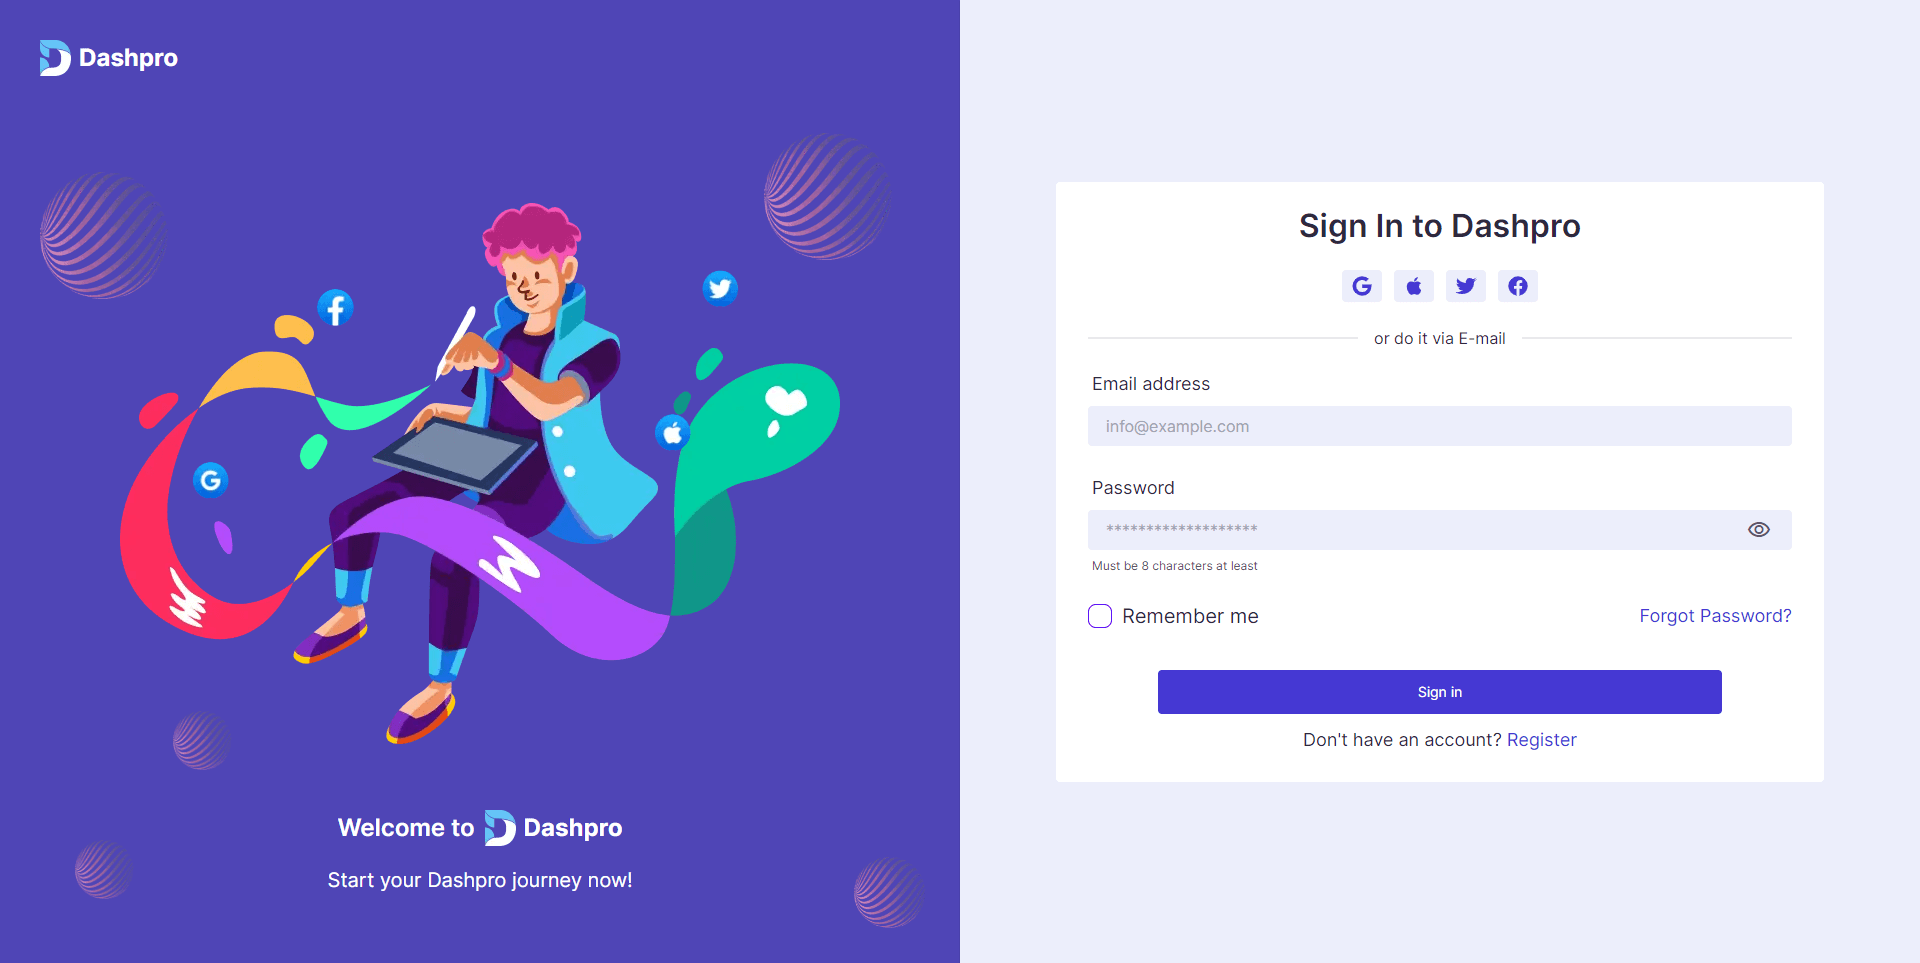 Dashpro
Welcome to Dashpro
Start your Dashpro journey now!
Sign In to Dashpro
or do it via E-mail
Email address
info@example.com
Password
*******************
Must be 8 characters at least
Remember me
Forgot Password?
Sign in
Don't have an account? Register